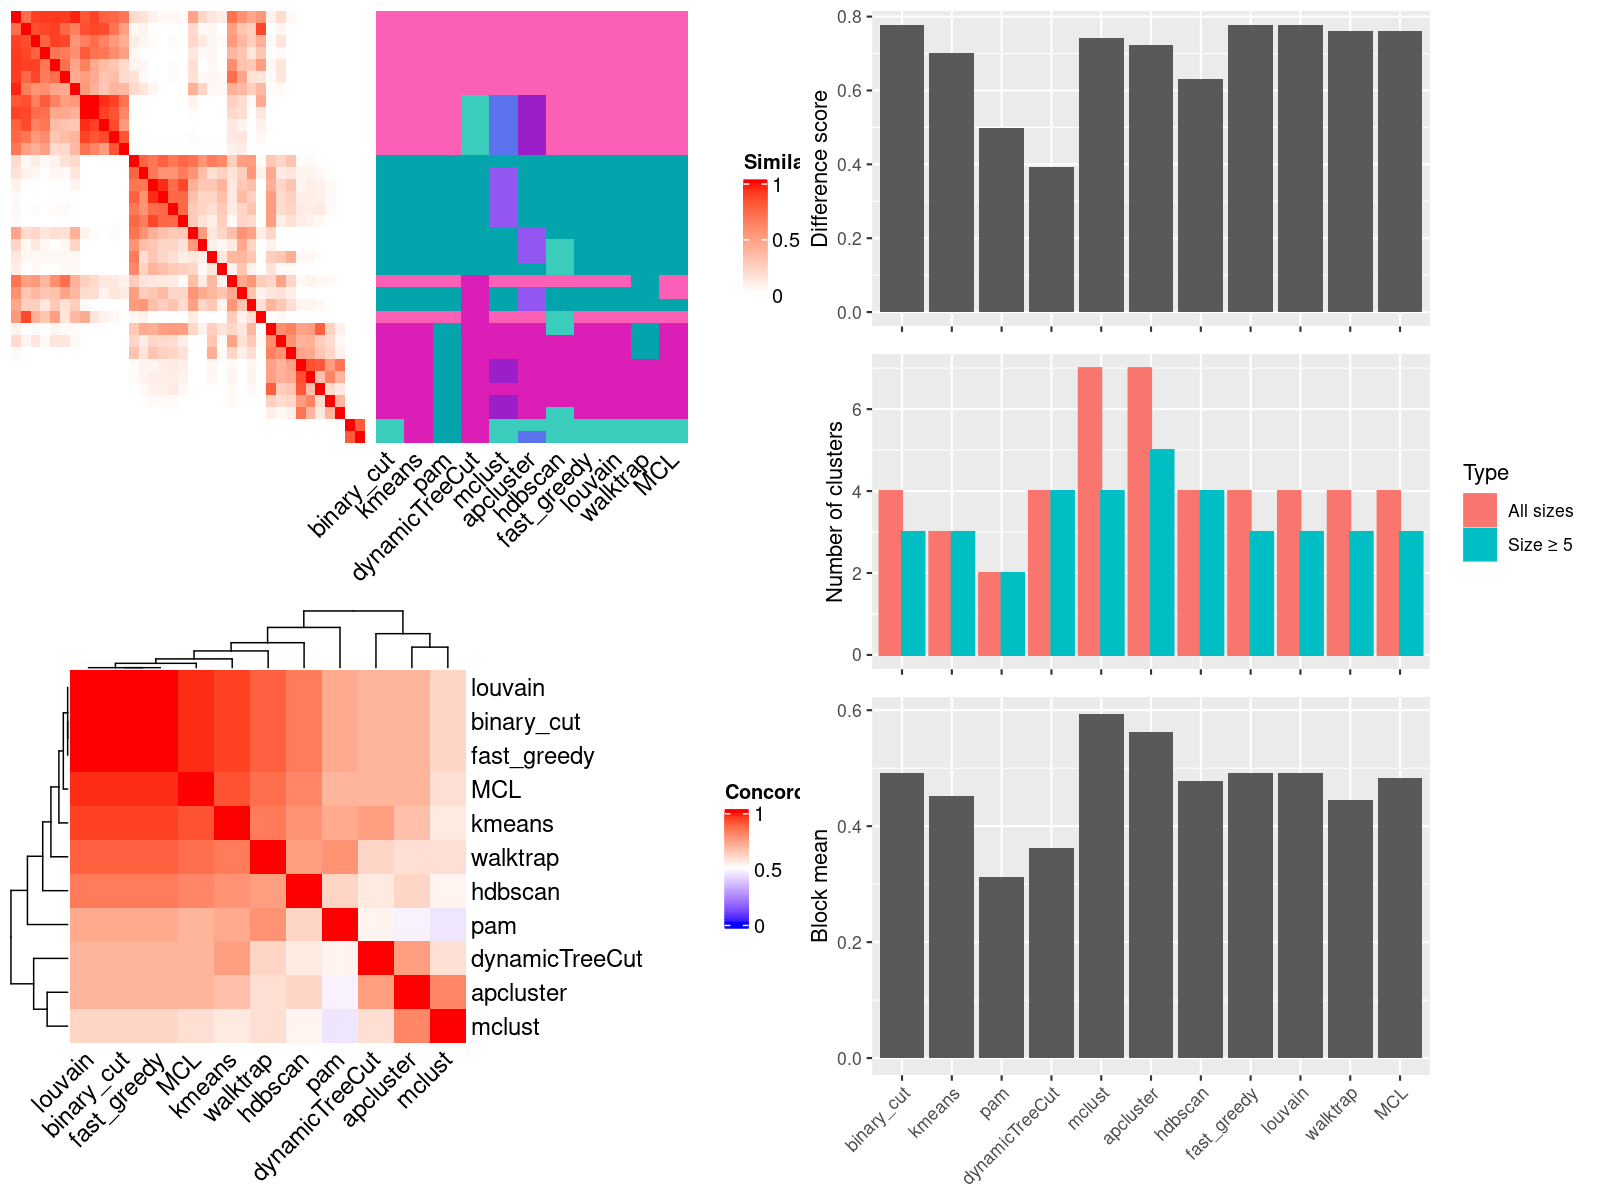 Simila
1
0.5
0
binary_cut
kmeans
pam
dynamicTreeCut
mclust
apcluster
hdbscan
fast_greedy
louvain
walktrap
MCL
louvain
binary_cut
fast_greedy
MCL
kmeans
walktrap
hdbscan
pam
dynamicTreeCut
apcluster
mclust
Concord
1
0.5
0
louvain
binary_cut
fast_greedy
MCL
kmeans
walktrap
hdbscan
pam
dynamicTreeCut
apcluster
mclust
Difference score
0.8
0.6
0.4
0.2
0.0
Number of clusters
6
4
2
0
Type
All sizes
Size ≥ 5
Block mean
0.6
0.4
0.2
0.0
binary_cut
kmeans
pam
dynamicTreeCut
mclust
apcluster
hdbscan
fast_greedy
louvain
walktrap
MCL